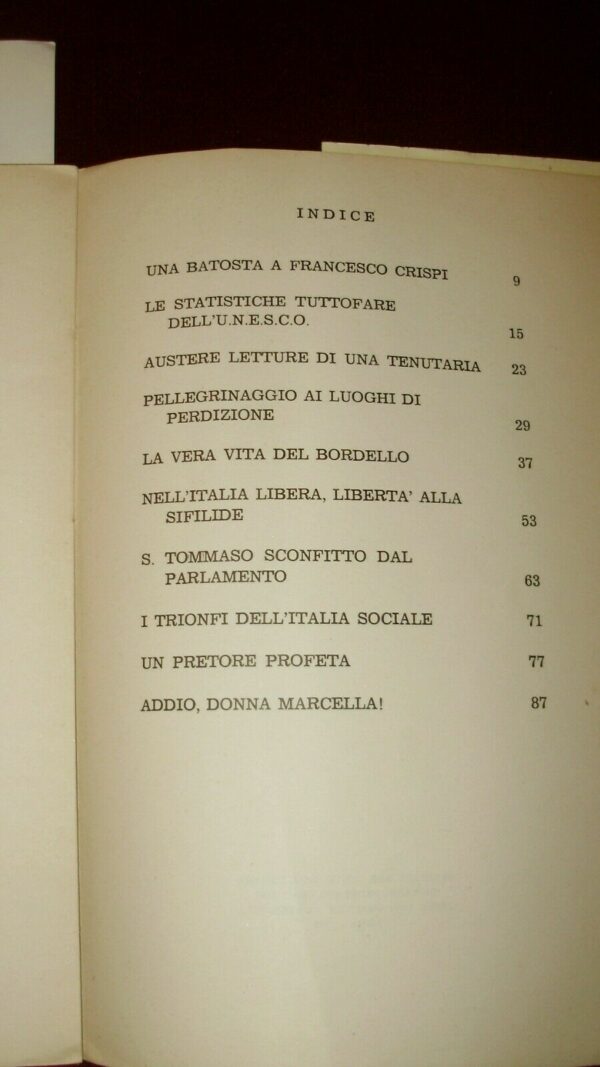 INDICE
UNA BATOSTA A FRANCESCO CRISPI 9
LE STATISTICHE TUTTOFARE
DELL'U.N.E.S.C.O. 15
AUSTERE LETTURE DI UNA TENUTARIA 23
PELLEGRINAGGIO AI LUOGHI DI
PERDIZIONE 29
LA VERA VITA DEL BORDELLO 37
NELL'ITALIA LIBERA, LIBERTA' ALLA
SIFILIDE 53
S. TOMMASO SCONFITTO DAL
PARLAMENTO 63
I TRIONFI DELL'ITALIA SOCIALE 71
UN PRETORE PROFETA 77
ADDIO, DONNA MARCELLA! 87